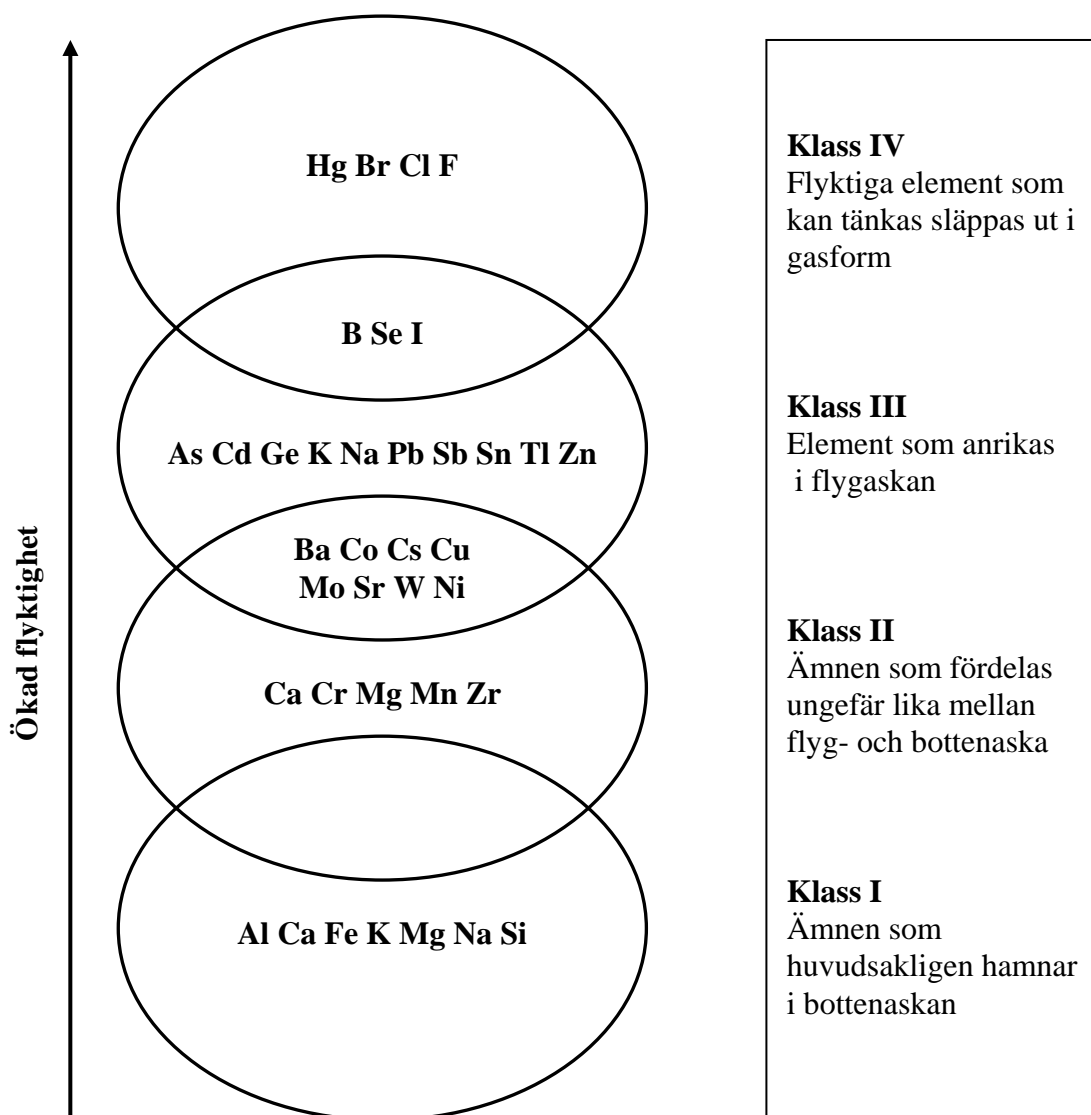 Ökad flyktighet
Hg Br Cl F
B Se I
As Cd Ge K Na Pb Sb Sn Tl Zn
Ba Co Cs Cu
Mo Sr W Ni
Ca Cr Mg Mn Zr
Al Ca Fe K Mg Na Si
Klass IV
Flyktiga element som
kan tänkas släppas ut i
gasform
Klass III
Element som anrikas
i flygaskan
Klass II
Ämnen som fördelas
ungefär lika mellan
flyg- och bottenaska
Klass I
Ämnen som
huvudsakligen hamnar
i bottenaskan